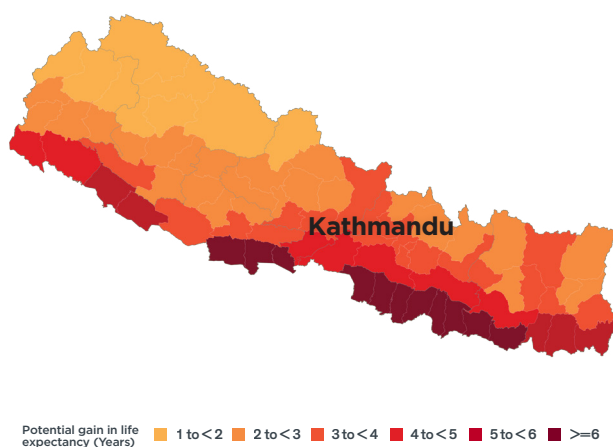 Kathmandu
Potential gain in life
expectancy (Years)
1 to < 2
2 to < 3
3 to < 4
4 to < 5
5 to < 6
>=6